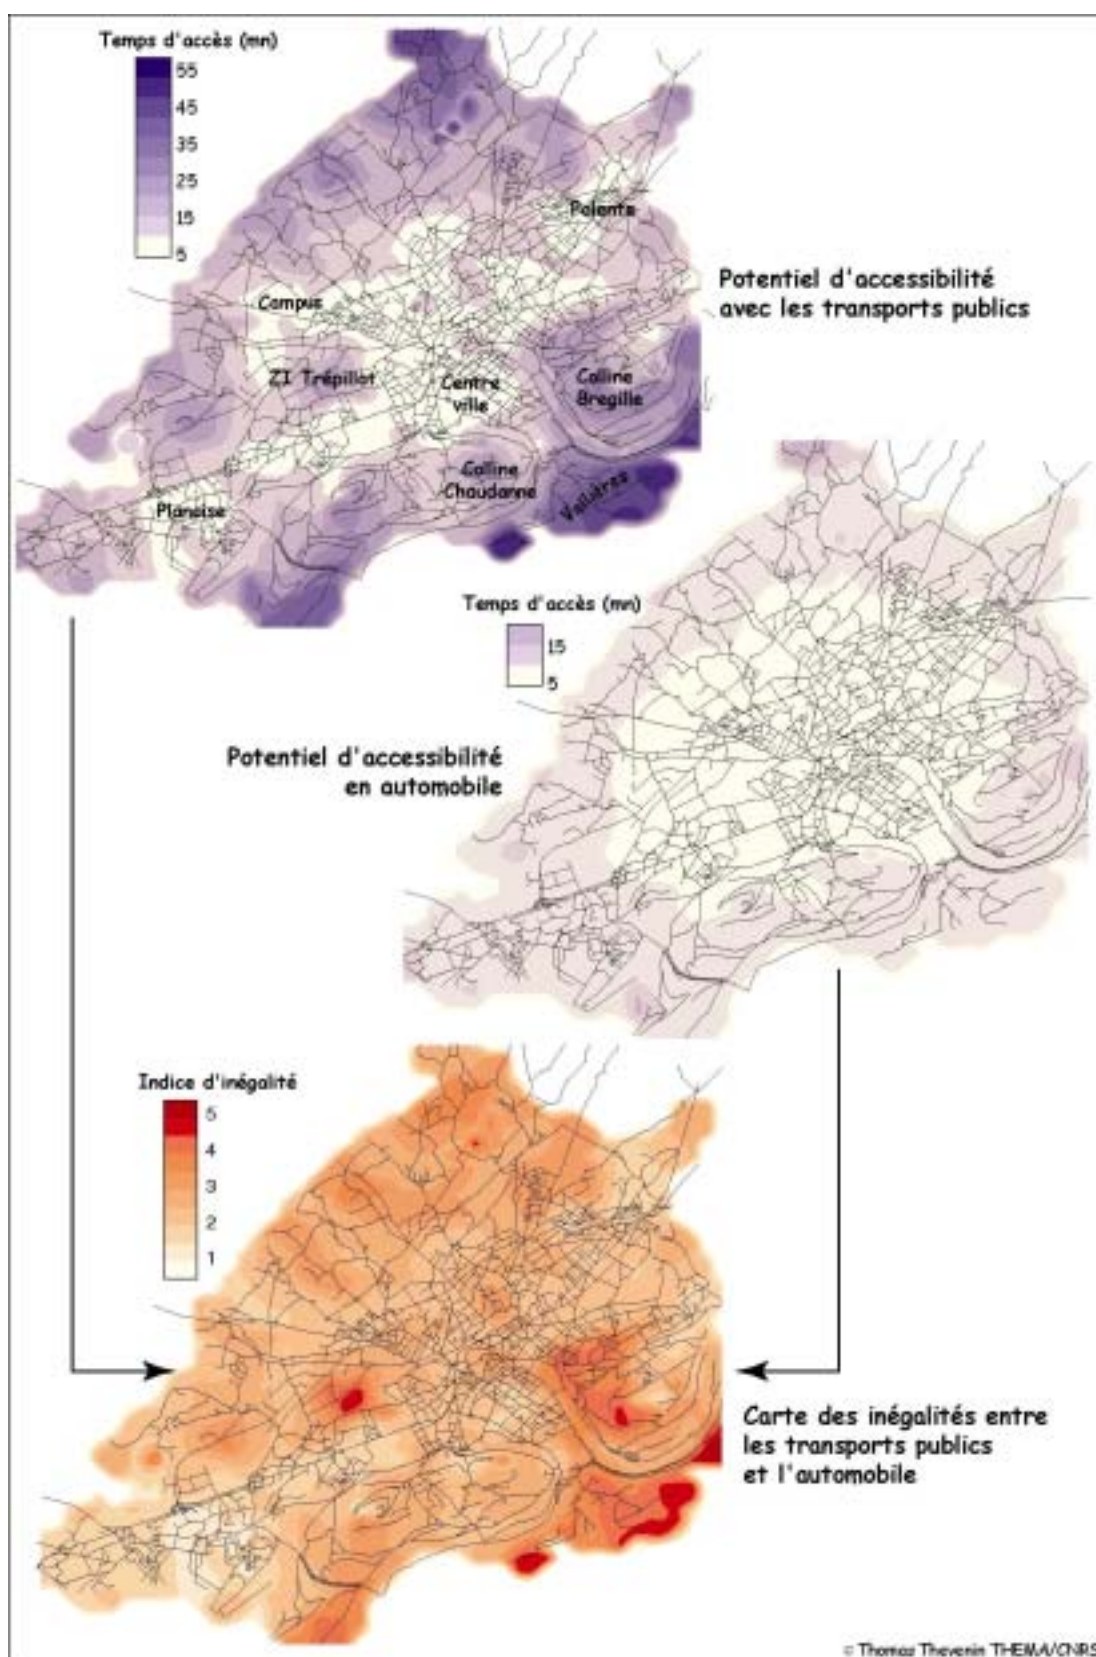 Temps d'accès (mn)
55
45
35
25
15
5
Palente
Campus
Potentiel d'accessibilité
avec les transports publics
ZI Trépillot
Centre
ville
Colline
Bregille
Colline
Chaudanne
Vallières
Planoise
Temps d'accès (mn)
15
5
Potentiel d'accessibilité
en automobile
Indice d'inégalité
5
4
3
2
1
Carte des inégalités entre
les transports publics
et l'automobile
© Thomas Thevenin THEMA/CNRS